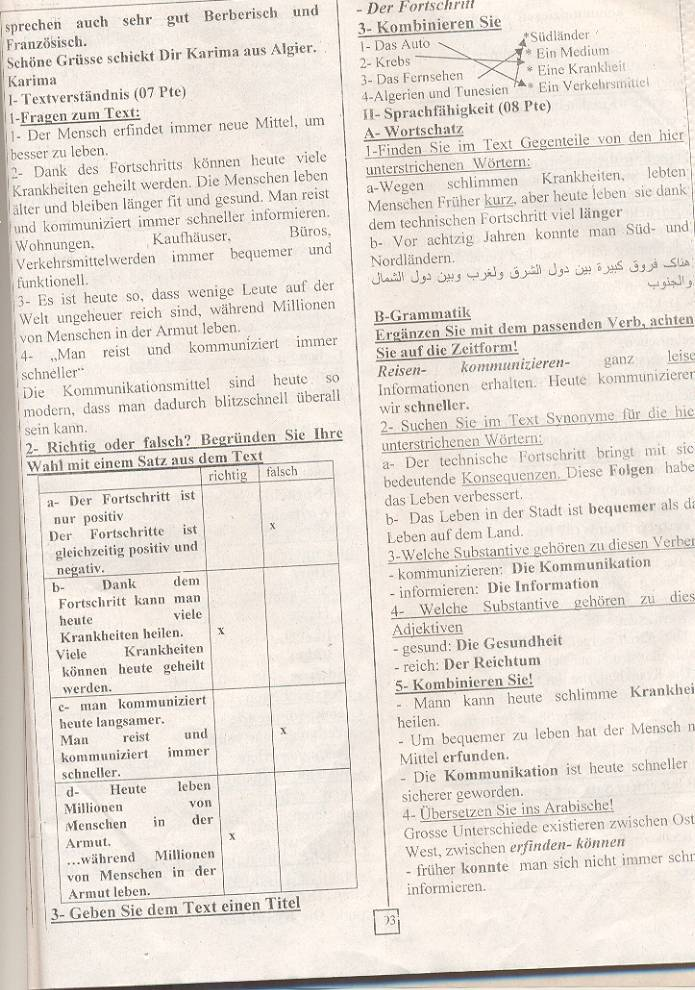 sprechen auch sehr gut Berberisch und
Französisch.
Schöne Grüsse schickt Dir Karima aus Algier.
Karima
I- Textverständnis (07 Pte)
1-Fragen zum Text:
1- Der Mensch erfindet immer neue Mittel, um
besser zu leben.
2- Dank des Fortschritts können heute viele
Krankheiten geheilt werden. Die Menschen leben
älter und bleiben länger fit und gesund. Man reist
und kommuniziert immer schneller informieren.
Wohnungen, Kaufhäuser, Büros,
Verkehrsmittelwerden immer bequemer und
funktionell.
3- Es ist heute so, dass wenige Leute auf der
Welt ungeheuer reich sind, während Millionen
von Menschen in der Armut leben.
4- „Man reist und kommuniziert immer
schneller“
Die Kommunikationsmittel sind heute so
modern, dass man dadurch blitzschnell überall
sein kann.
2- Richtig oder falsch? Begründen Sie Ihre
Wahl mit einem Satz aus dem Text
richtig falsch
a- Der Fortschritt ist
nur positiv
Der Fortschritte ist x
gleichzeitig positiv und
negativ.
b- Dank dem
Fortschritt kann man
heute viele
Krankheiten heilen. x
Viele Krankheiten
können heute geheilt
werden.
c- man kommuniziert
heute langsamer.
Man reist und x
kommuniziert immer
schneller.
d- Heute leben
Millionen von
Menschen in der
Armut. x
...während Millionen
von Menschen in der
Armut leben.
3- Geben Sie dem Text einen Titel
- Der Fortschritt
3- Kombinieren Sie
1- Das Auto *Südländer
2- Krebs * Ein Medium
3- Das Fernsehen * Eine Krankheit
4-Algerien und Tunesien * Ein Verkehrsmittel
II- Sprachfähigkeit (08 Pte)
A- Wortschatz
1-Finden Sie im Text Gegenteile von den hier
unterstrichenen Wörtern:
a-Wegen schlimmen Krankheiten, lebten
Menschen Früher kurz, aber heute leben sie dank
dem technischen Fortschritt viel länger
b- Vor achtzig Jahren konnte man Süd- und
Nordländern.
هناك فروق كبيرة بين دول الشرق ولغرب وبين دول الشمال
والجنوب.
B-Grammatik
Ergänzen Sie mit dem passenden Verb, achten
Sie auf die Zeitform!
Reisen- kommunizieren- ganz leise
Informationen erhalten. Heute kommunizieren
wir schneller.
2- Suchen Sie im Text Synonyme für die hie
unterstrichenen Wörtern:
a- Der technische Fortschritt bringt mit sic
bedeutende Konsequenzen. Diese Folgen habe
das Leben verbessert.
b- Das Leben in der Stadt ist bequemer als da
Leben auf dem Land.
3-Welche Substantive gehören zu diesen Verben
- kommunizieren: Die Kommunikation
- informieren: Die Information
4- Welche Substantive gehören zu dies
Adjektiven
- gesund: Die Gesundheit
- reich: Der Reichtum
5- Kombinieren Sie!
- Mann kann heute schlimme Krankhei
heilen.
- Um bequemer zu leben hat der Mensch n
Mittel erfunden.
- Die Kommunikation ist heute schneller
sicherer geworden.
4- Übersetzen Sie ins Arabische!
Grosse Unterschiede existieren zwischen Ost
West, zwischen erfinden- können
- früher konnte man sich nicht immer schn
informieren.
93